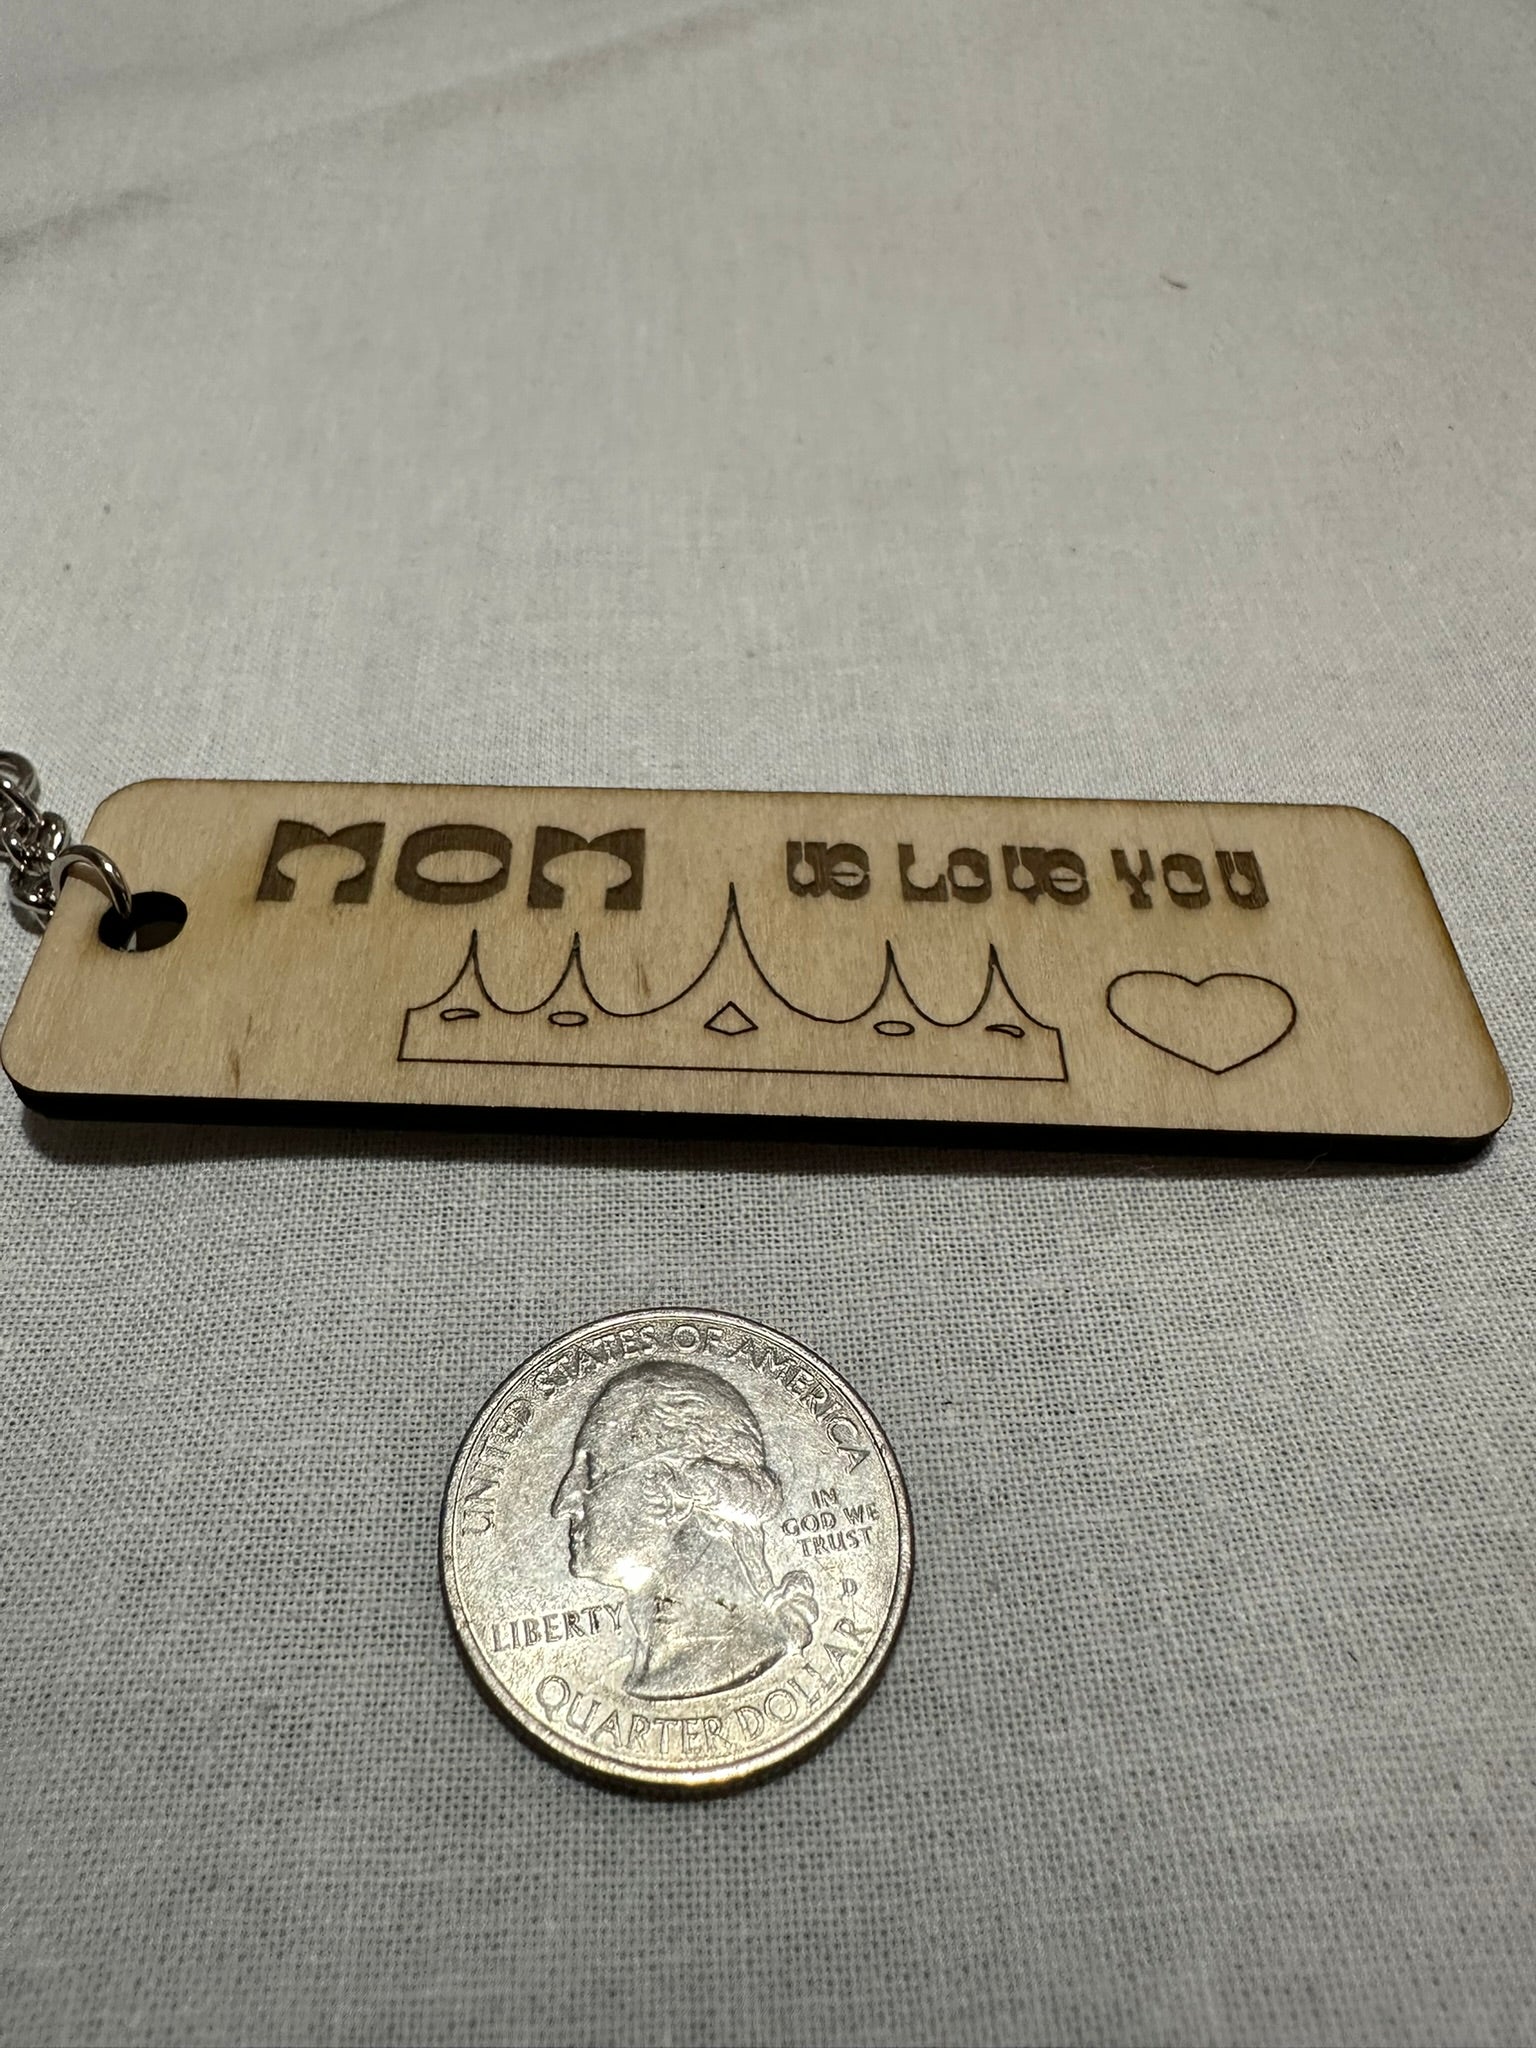 MOM We Love You
UNITED STATES OF AMERICA
IN
GOD WE
TRUST
D
LIBERTY
QUARTER DOLLAR